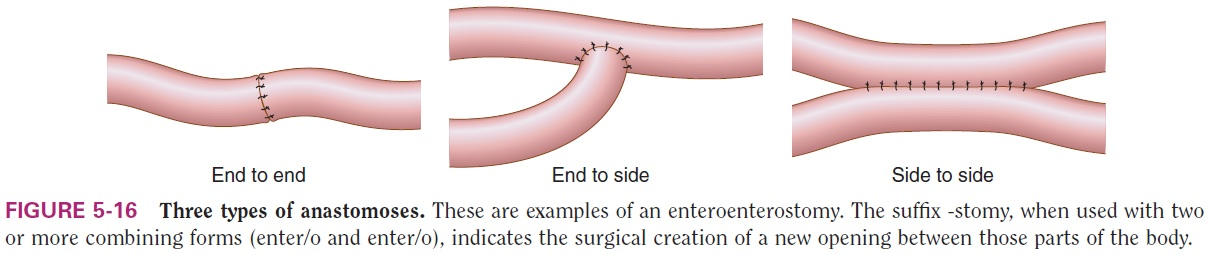 End to end
End to side
Side to side
FIGURE 5-16 Three types of anastomoses. These are examples of an enteroenterostomy. The suffix -stomy, when used with two
or more combining forms (enter/o and enter/o), indicates the surgical creation of a new opening between those parts of the body.